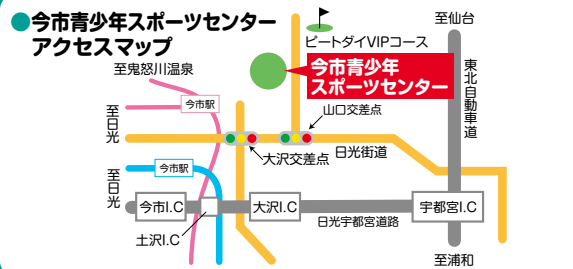 ●今市青少年スポーツセンター
アクセスマップ
至仙台
ピートダイVIPコース
至鬼怒川温泉
今市青少年
スポーツセンター
東北自動車道
今市駅
山口交差点
至日光
大沢交差点
日光街道
今市駅
至日光
今市I.C
大沢I.C
宇都宮I.C
日光宇都宮道路
土沢I.C
至浦和